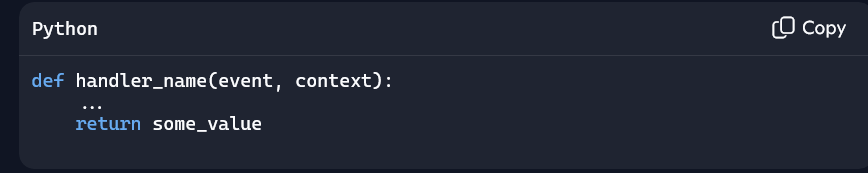 Python
Copy
def handler_name(event, context):
    ...
    return some_value